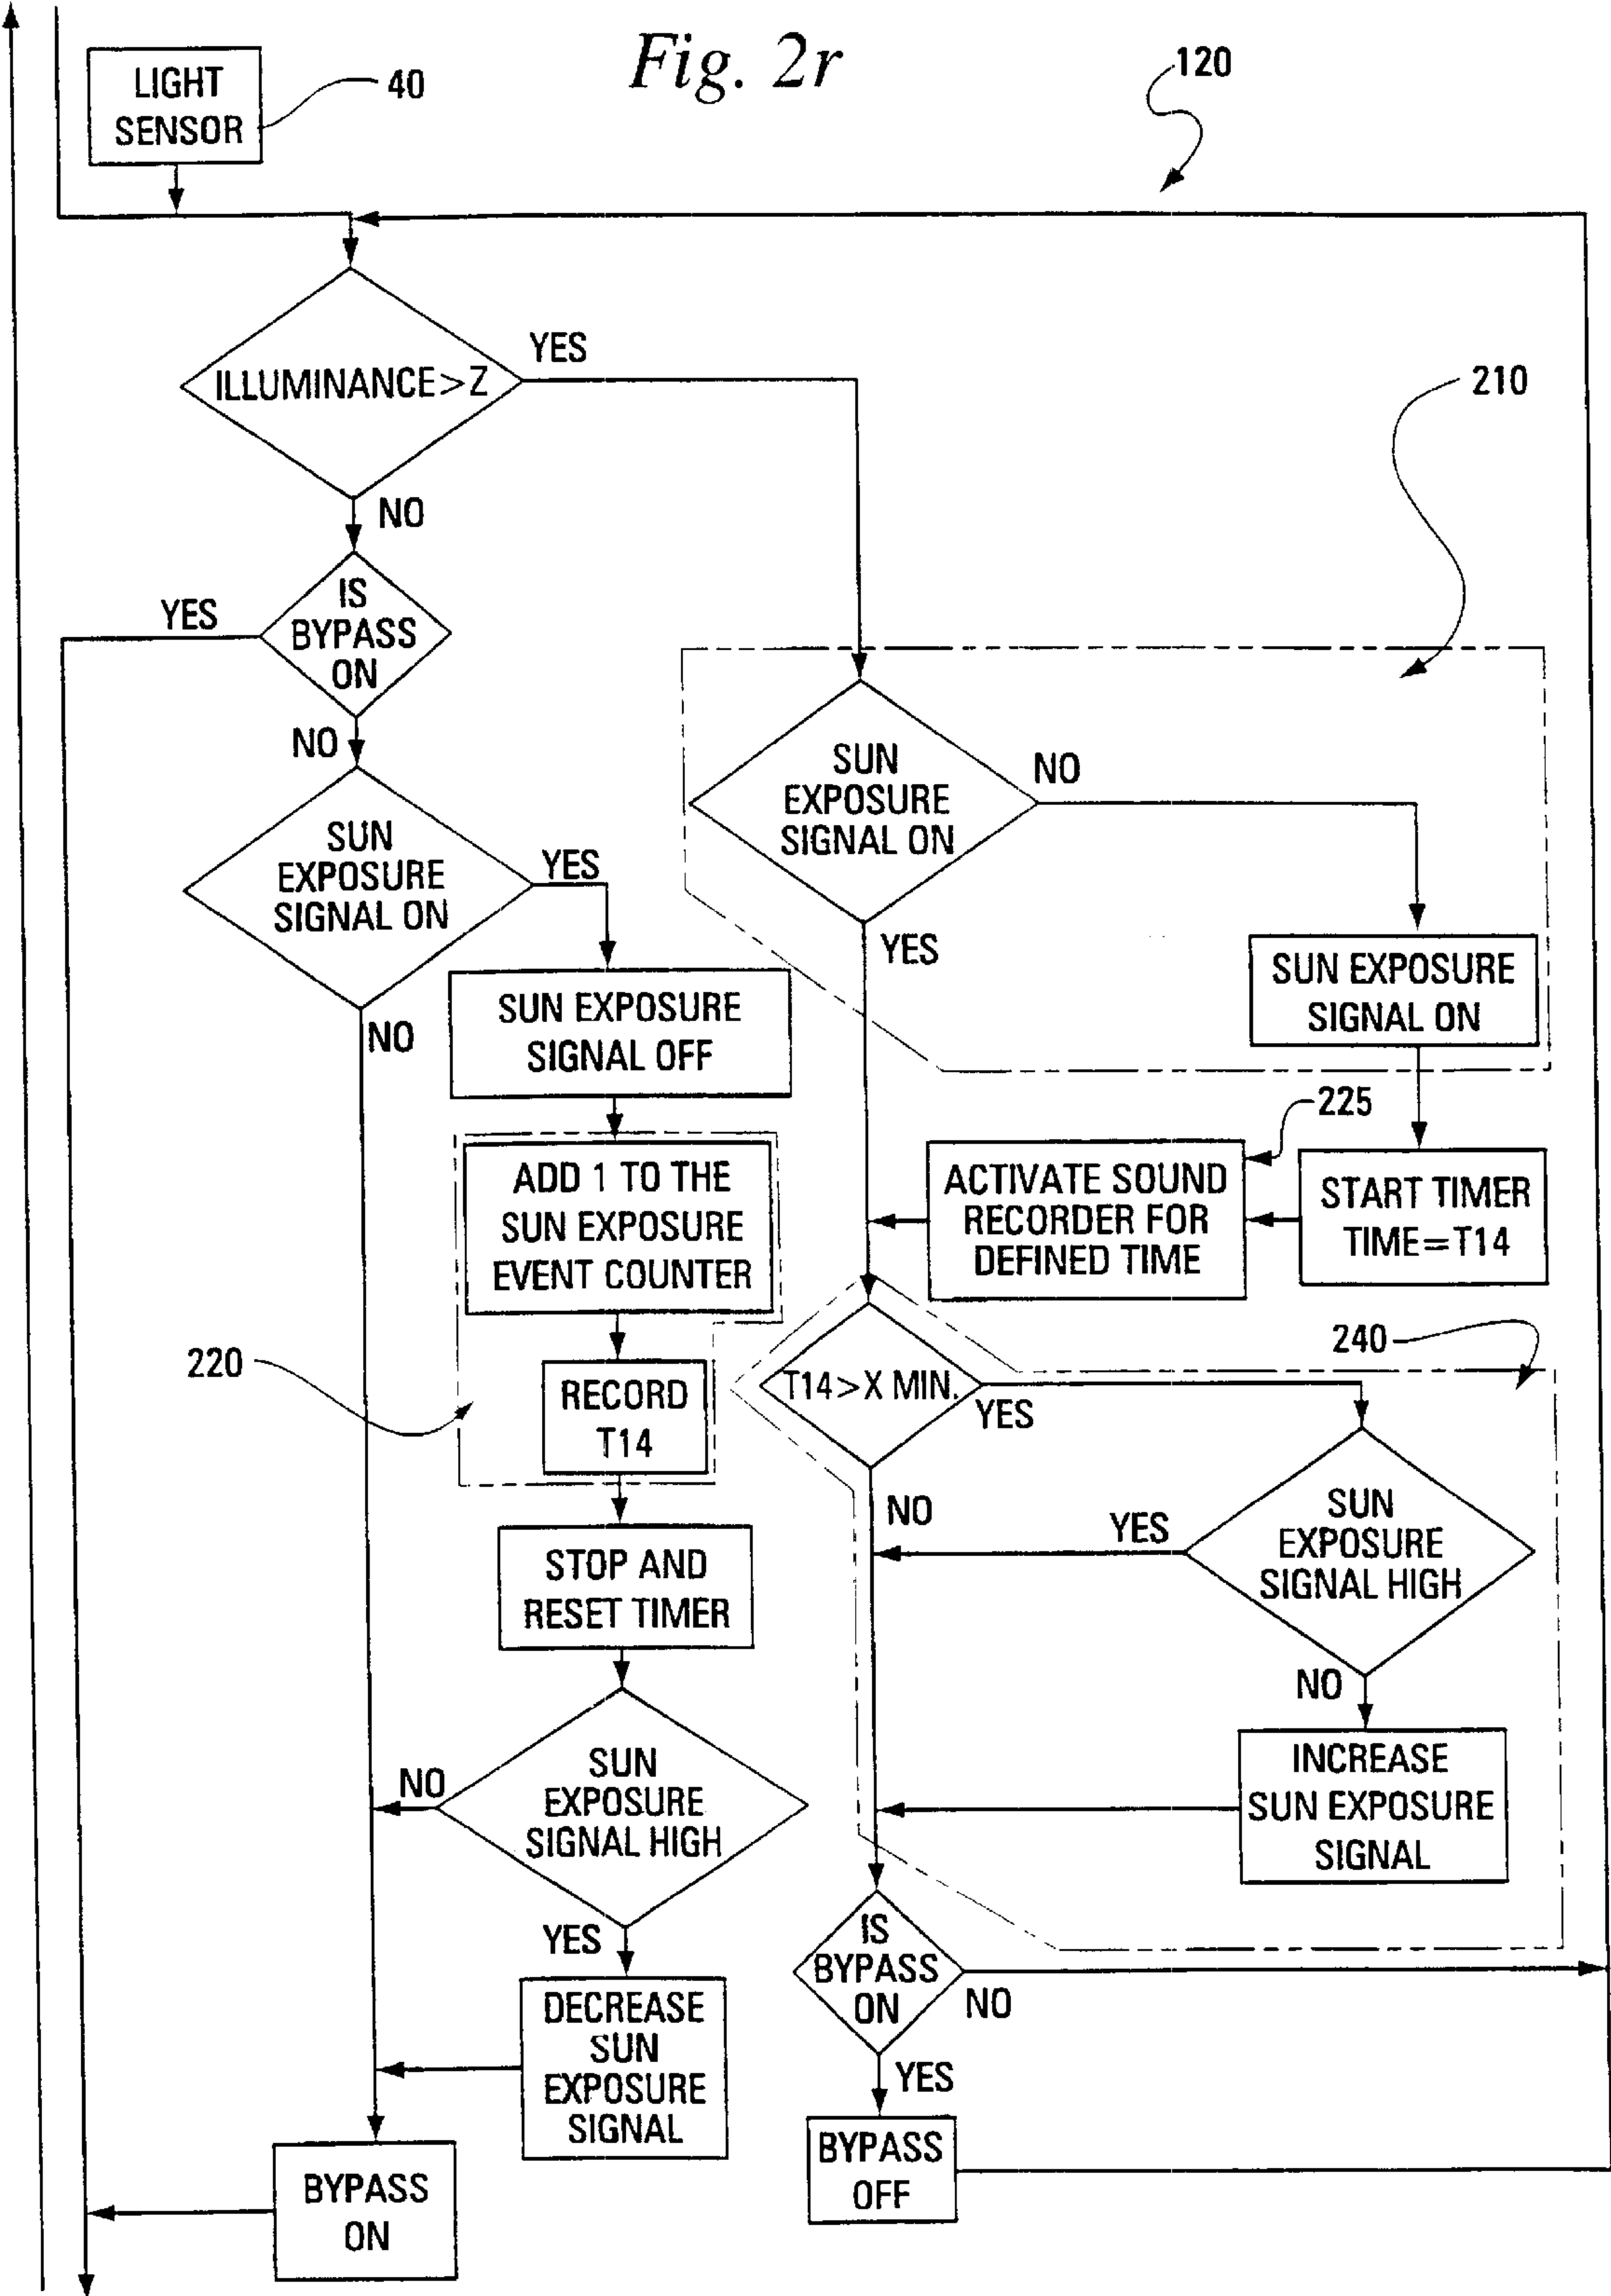 Fig. 2r
120
LIGHT
SENSOR
40
ILLUMINANCE>Z
YES
NO
210
IS
BYPASS
ON
YES
NO
SUN
EXPOSURE
SIGNAL ON
NO
YES
SUN EXPOSURE
SIGNAL ON
SUN
EXPOSURE
SIGNAL ON
YES
NO
SUN EXPOSURE
SIGNAL OFF
225
ADD 1 TO THE
SUN EXPOSURE
EVENT COUNTER
ACTIVATE SOUND
RECORDER FOR
DEFINED TIME
START TIMER
TIME=T14
220
RECORD
T14
240
T14>X MIN.
YES
NO
SUN
EXPOSURE
SIGNAL HIGH
YES
NO
STOP AND
RESET TIMER
SUN
EXPOSURE
SIGNAL HIGH
NO
YES
INCREASE
SUN EXPOSURE
SIGNAL
DECREASE
SUN
EXPOSURE
SIGNAL
IS
BYPASS
ON
NO
YES
BYPASS
OFF
BYPASS
ON